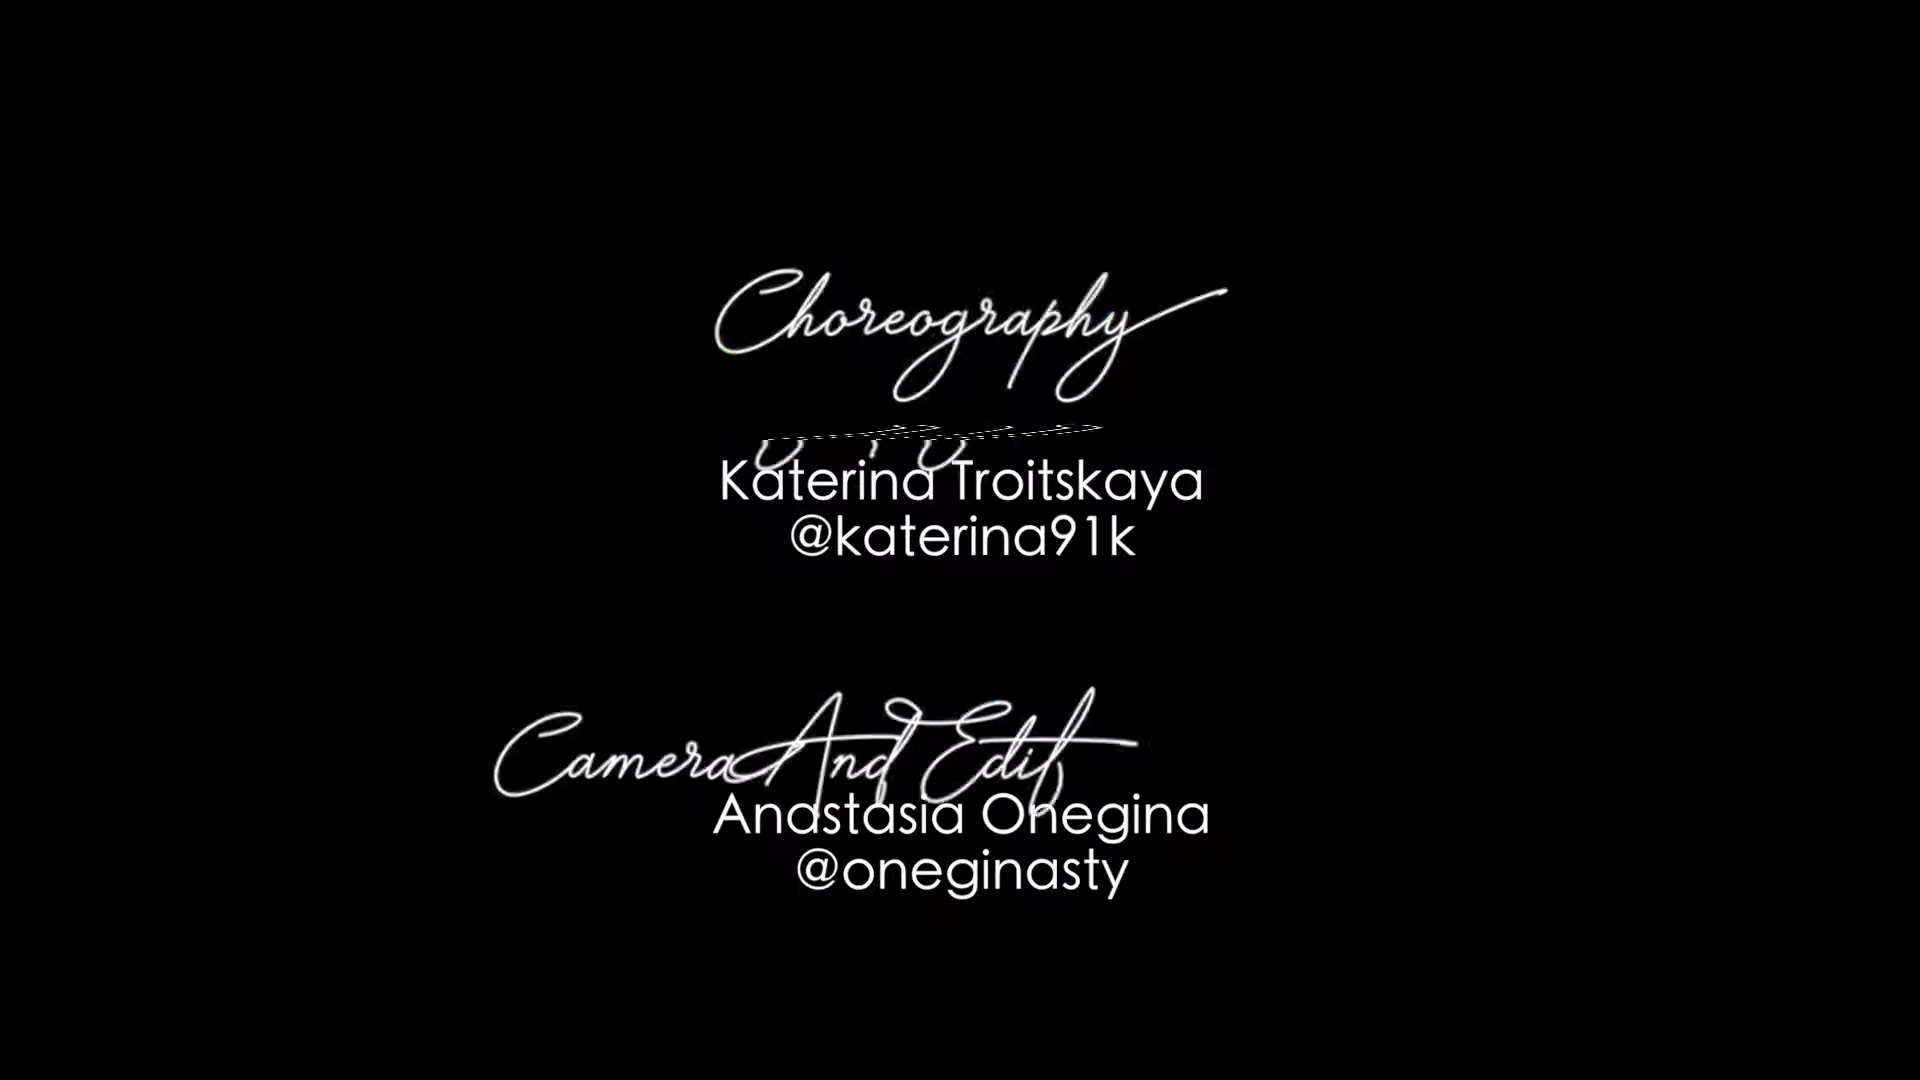 Choreography
Katerina Troitskaya
@katerina91k
Camera And Edit
Anastasia Onegina
@oneginasty